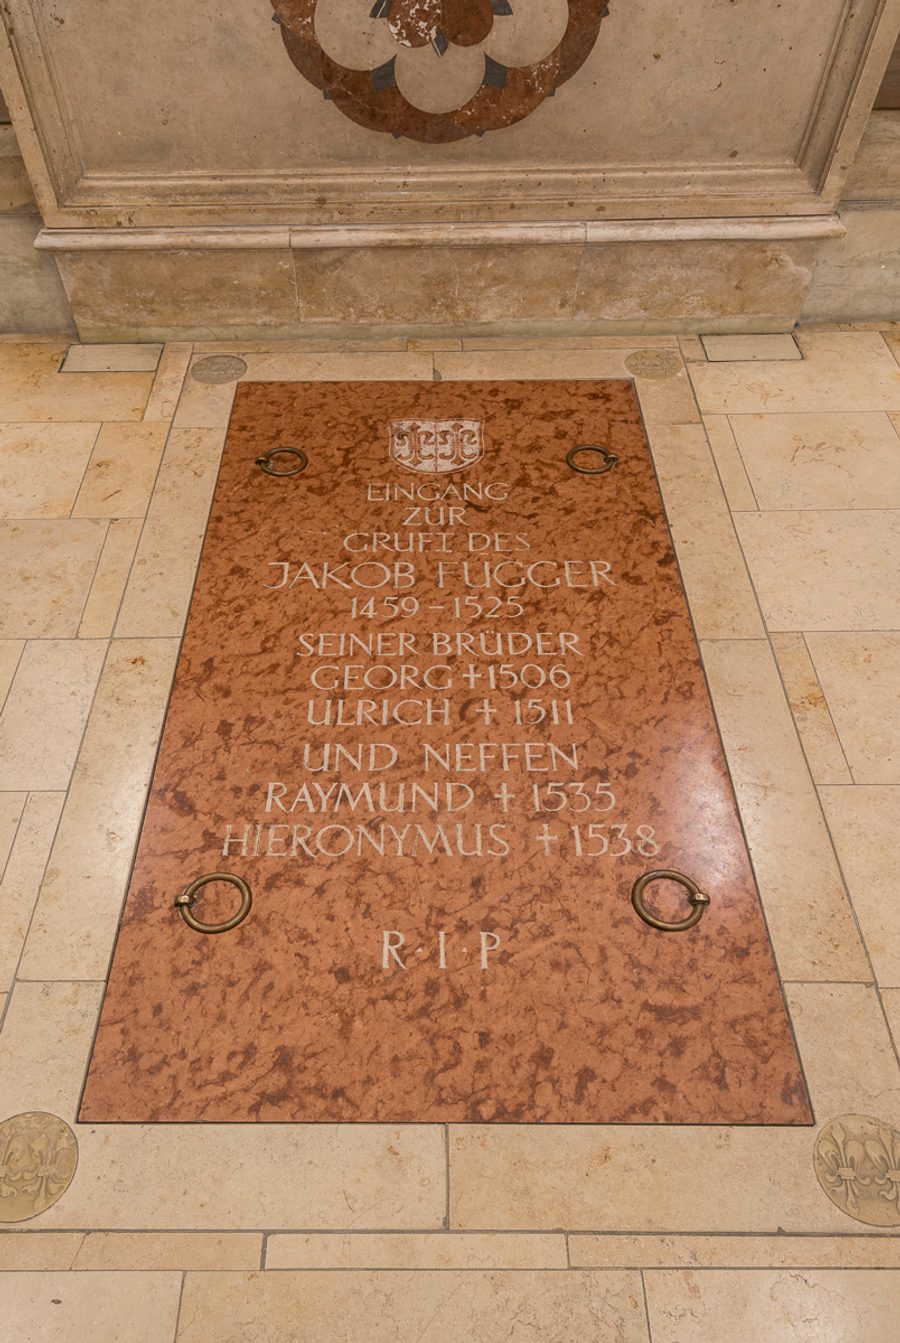 EINGANG
ZUR
GRUFT DES
JAKOB FUGGER
1459 – 1525
SEINER BRÜDER
GEORG ✝ 1506
ULRICH ✝ 1511
UND NEFFEN
RAYMUND ✝ 1535
HIERONYMUS ✝ 1538
R · I · P